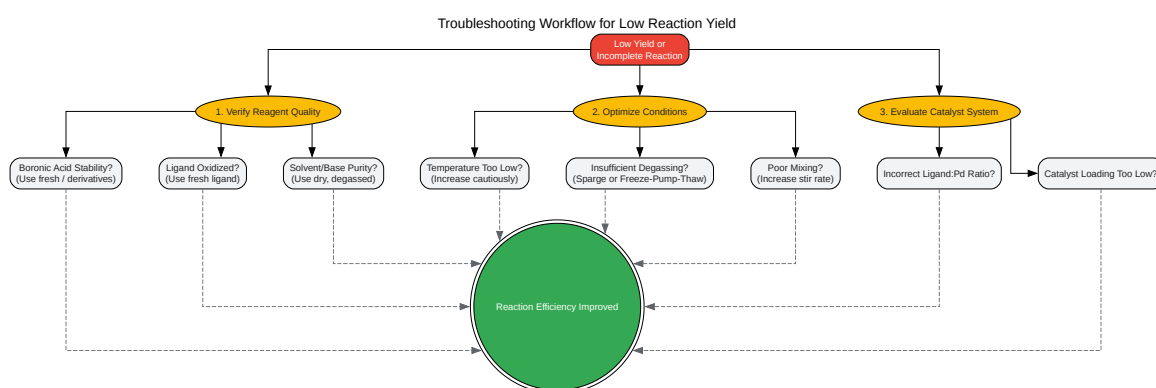 Troubleshooting Workflow for Low Reaction Yield
Low Yield or
Incomplete Reaction
1. Verify Reagent Quality
2. Optimize Conditions
3. Evaluate Catalyst System
Boronic Acid Stability?
(Use fresh / derivatives)
Ligand Oxidized?
(Use fresh ligand)
Solvent/Base Purity?
(Use dry, degassed)
Temperature Too Low?
(Increase cautiously)
Insufficient Degassing?
(Sparge or Freeze-Pump-Thaw)
Poor Mixing?
(Increase stir rate)
Incorrect Ligand:Pd Ratio?
Catalyst Loading Too Low?
Reaction Efficiency Improved